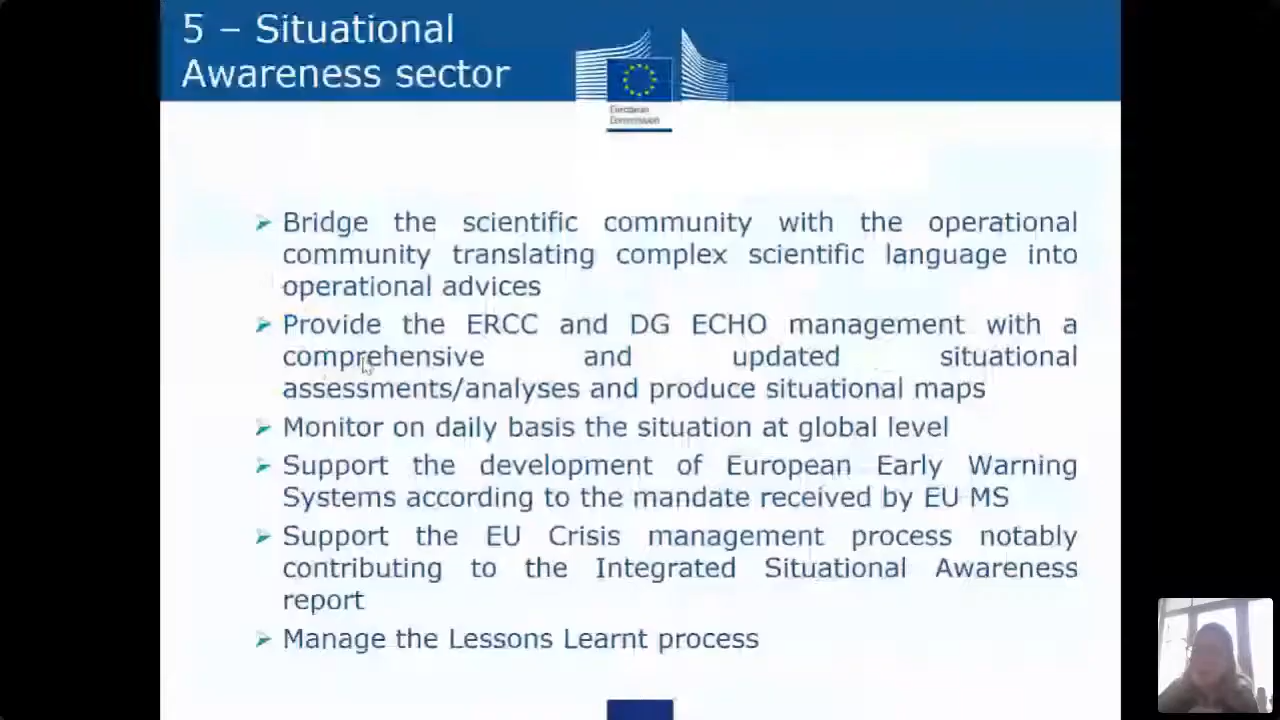 5 – Situational
Awareness sector
European
Commission
Bridge the scientific community with the operational
community translating complex scientific language into
operational advices
Provide the ERCC and DG ECHO management with a
comprehensive and updated situational
assessments/analyses and produce situational maps
Monitor on daily basis the situation at global level
Support the development of European Early Warning
Systems according to the mandate received by EU MS
Support the EU Crisis management process notably
contributing to the Integrated Situational Awareness
report
Manage the Lessons Learnt process